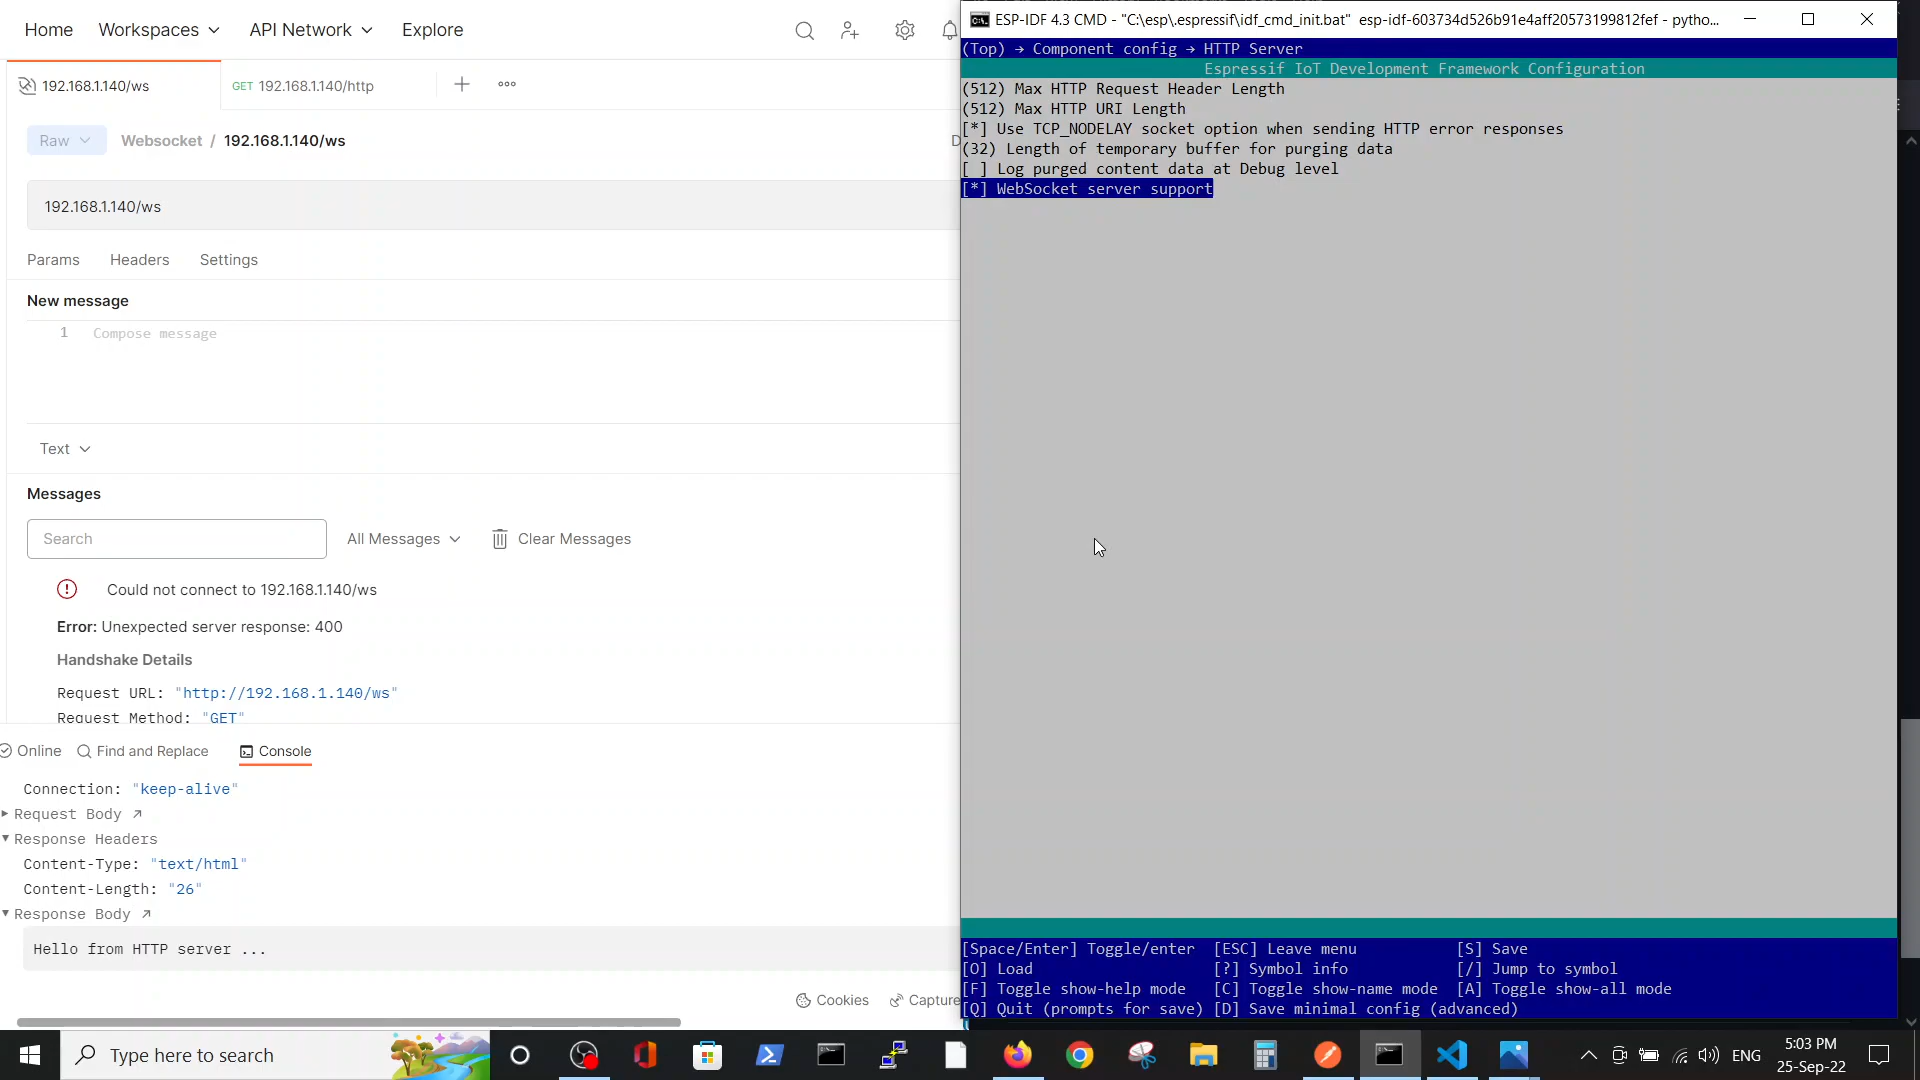 Home Workspaces API Network Explore
192.168.1.140/ws GET 192.168.1.140/http
Raw Websocket / 192.168.1.140/ws
192.168.1.140/ws
Params Headers Settings
New message
1 Compose message
Text
Messages
Search All Messages Clear Messages
Could not connect to 192.168.1.140/ws
Error: Unexpected server response: 400
Handshake Details
Request URL: "http://192.168.1.140/ws"
Request Method: "GET"
Online Find and Replace Console
Connection: "keep-alive"
Request Body ↗
Response Headers
Content-Type: "text/html"
Content-Length: "26"
Response Body ↗
Hello from HTTP server ...
Cookies Capture
ESP-IDF 4.3 CMD - "C:\esp\.espressif\idf_cmd_init.bat" esp-idf-603734d526b91e4aff20573199812fef - pytho...
(Top) → Component config → HTTP Server
Espressif IoT Development Framework Configuration
(512) Max HTTP Request Header Length
(512) Max HTTP URI Length
[*] Use TCP_NODELAY socket option when sending HTTP error responses
(32) Length of temporary buffer for purging data
[ ] Log purged content data at Debug level
[*] WebSocket server support
[Space/Enter] Toggle/enter [ESC] Leave menu [S] Save
[O] Load [?] Symbol info [/] Jump to symbol
[F] Toggle show-help mode [C] Toggle show-name mode [A] Toggle show-all mode
[Q] Quit (prompts for save) [D] Save minimal config (advanced)
Type here to search
ENG
5:03 PM
25-Sep-22